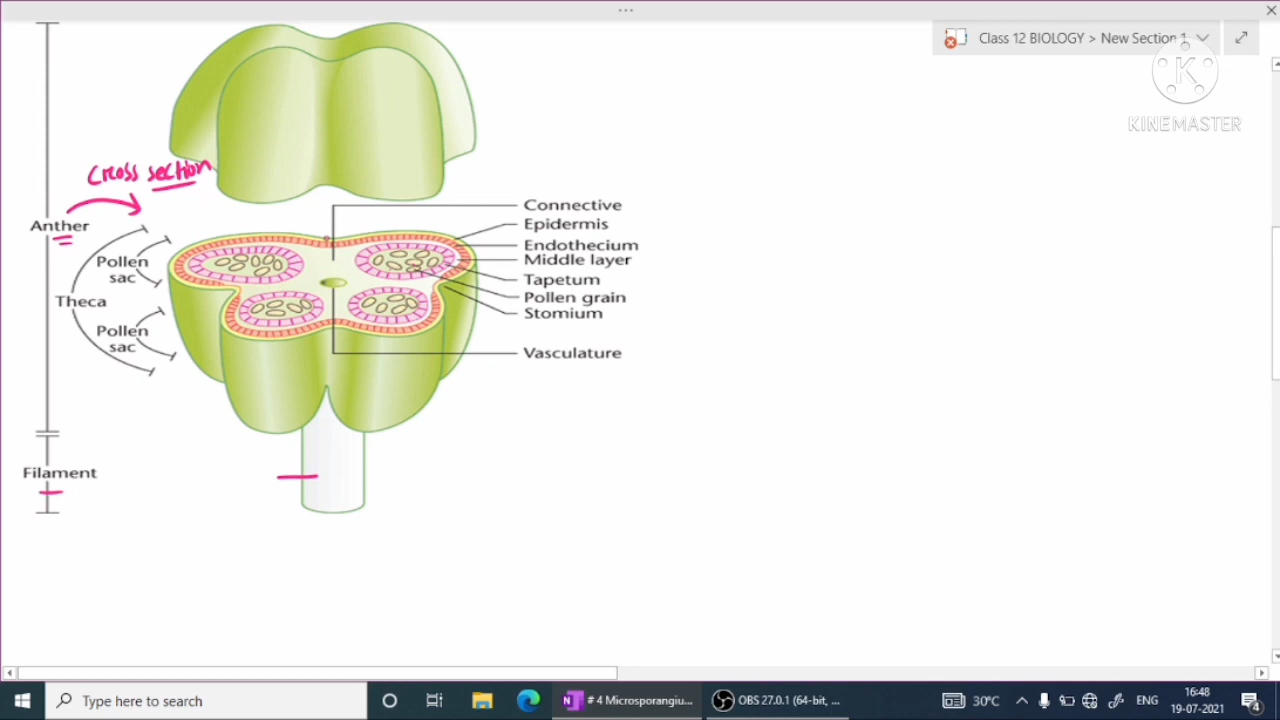 ...
Class 12 BIOLOGY > New Section 1
K
KINEMASTER
Cross section
Anther
Pollen
sac
Theca
Pollen
sac
Filament
Connective
Epidermis
Endothecium
Middle layer
Tapetum
Pollen grain
Stomium
Vasculature
Type here to search
# 4 Microsporangiu...
OBS 27.0.1 (64-bit, ...
30°C
ENG
16:48
19-07-2021
4